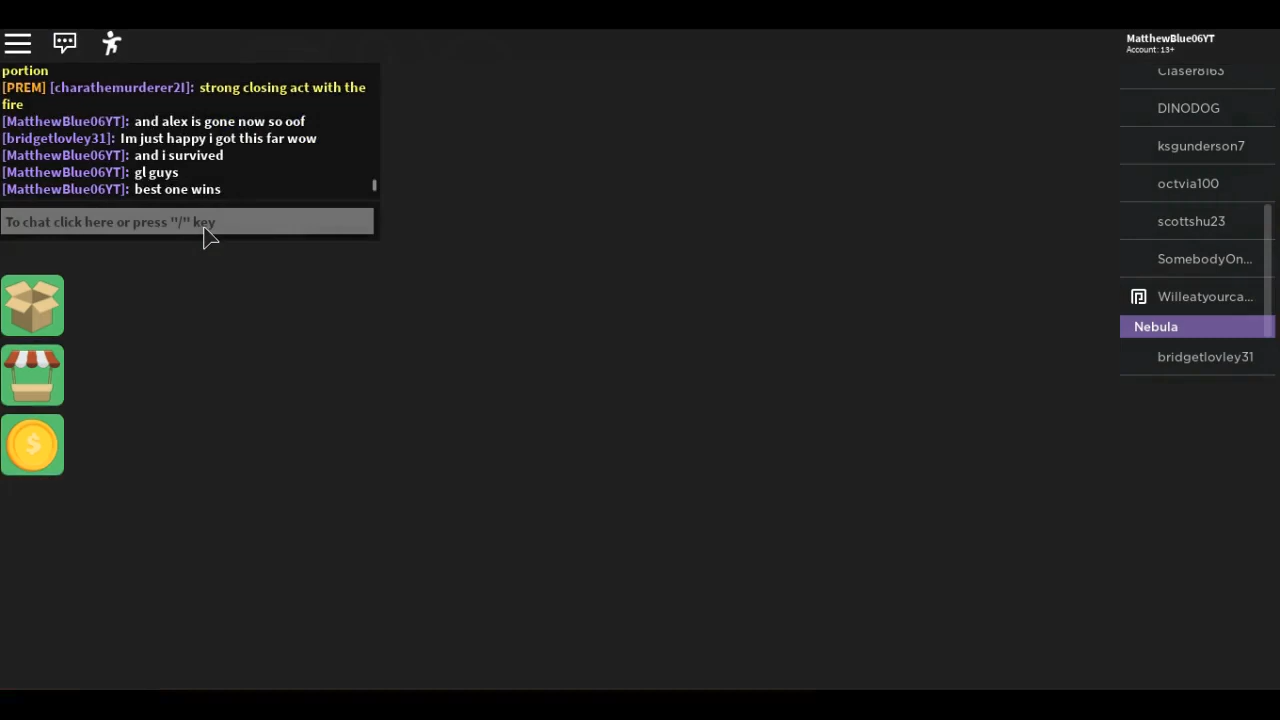 MatthewBlue06YT
Account: 13+
portion
[PREM] [charathemurderer2I]: strong closing act with the
fire
[MatthewBlue06YT]: and alex is gone now so oof
[bridgetlovley31]: Im just happy i got this far wow
[MatthewBlue06YT]: and i survived
[MatthewBlue06YT]: gl guys
[MatthewBlue06YT]: best one wins
To chat click here or press "/" key
DINODOG
ksgunderson7
octvia100
scottshu23
SomebodyOn...
Willeatyourca...
Nebula
bridgetlovley31